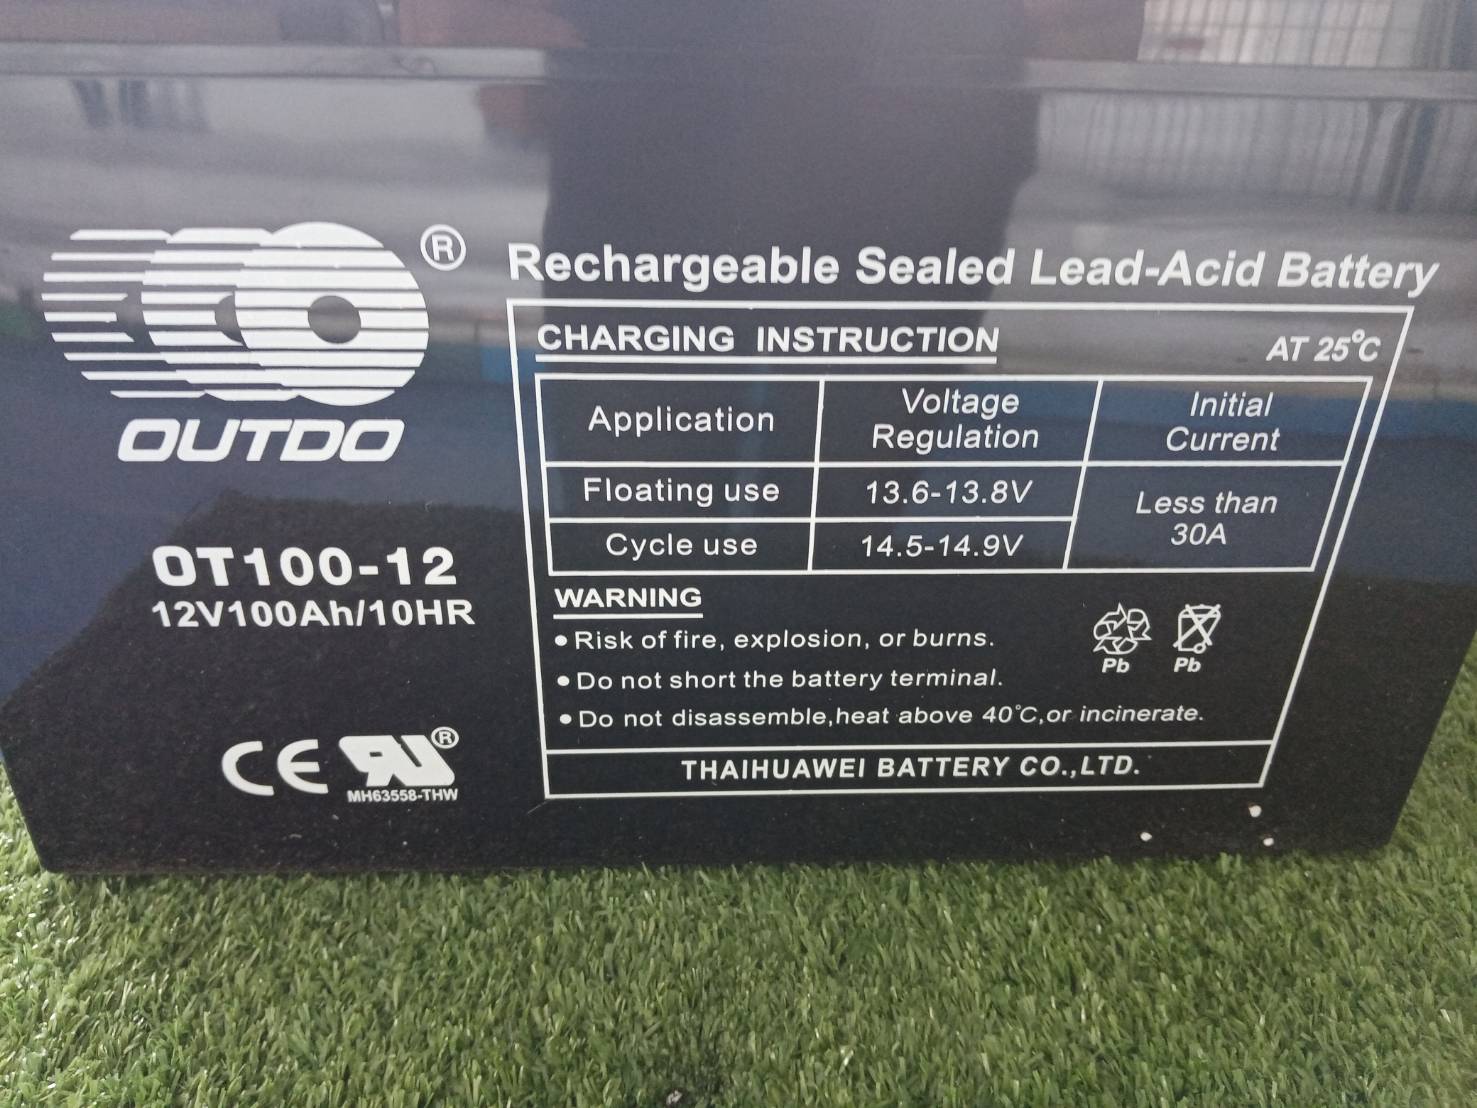 ®
OUTDO
OT100-12
12V100Ah/10HR
CE ®
MH63558-THW
Rechargeable Sealed Lead-Acid Battery
CHARGING INSTRUCTION AT 25°C
Application Voltage Regulation Initial Current
Floating use 13.6-13.8V Less than 30A
Cycle use 14.5-14.9V
WARNING
• Risk of fire, explosion, or burns.
• Do not short the battery terminal.
• Do not disassemble,heat above 40°C,or incinerate.
Pb Pb
THAIHUAWEI BATTERY CO.,LTD.